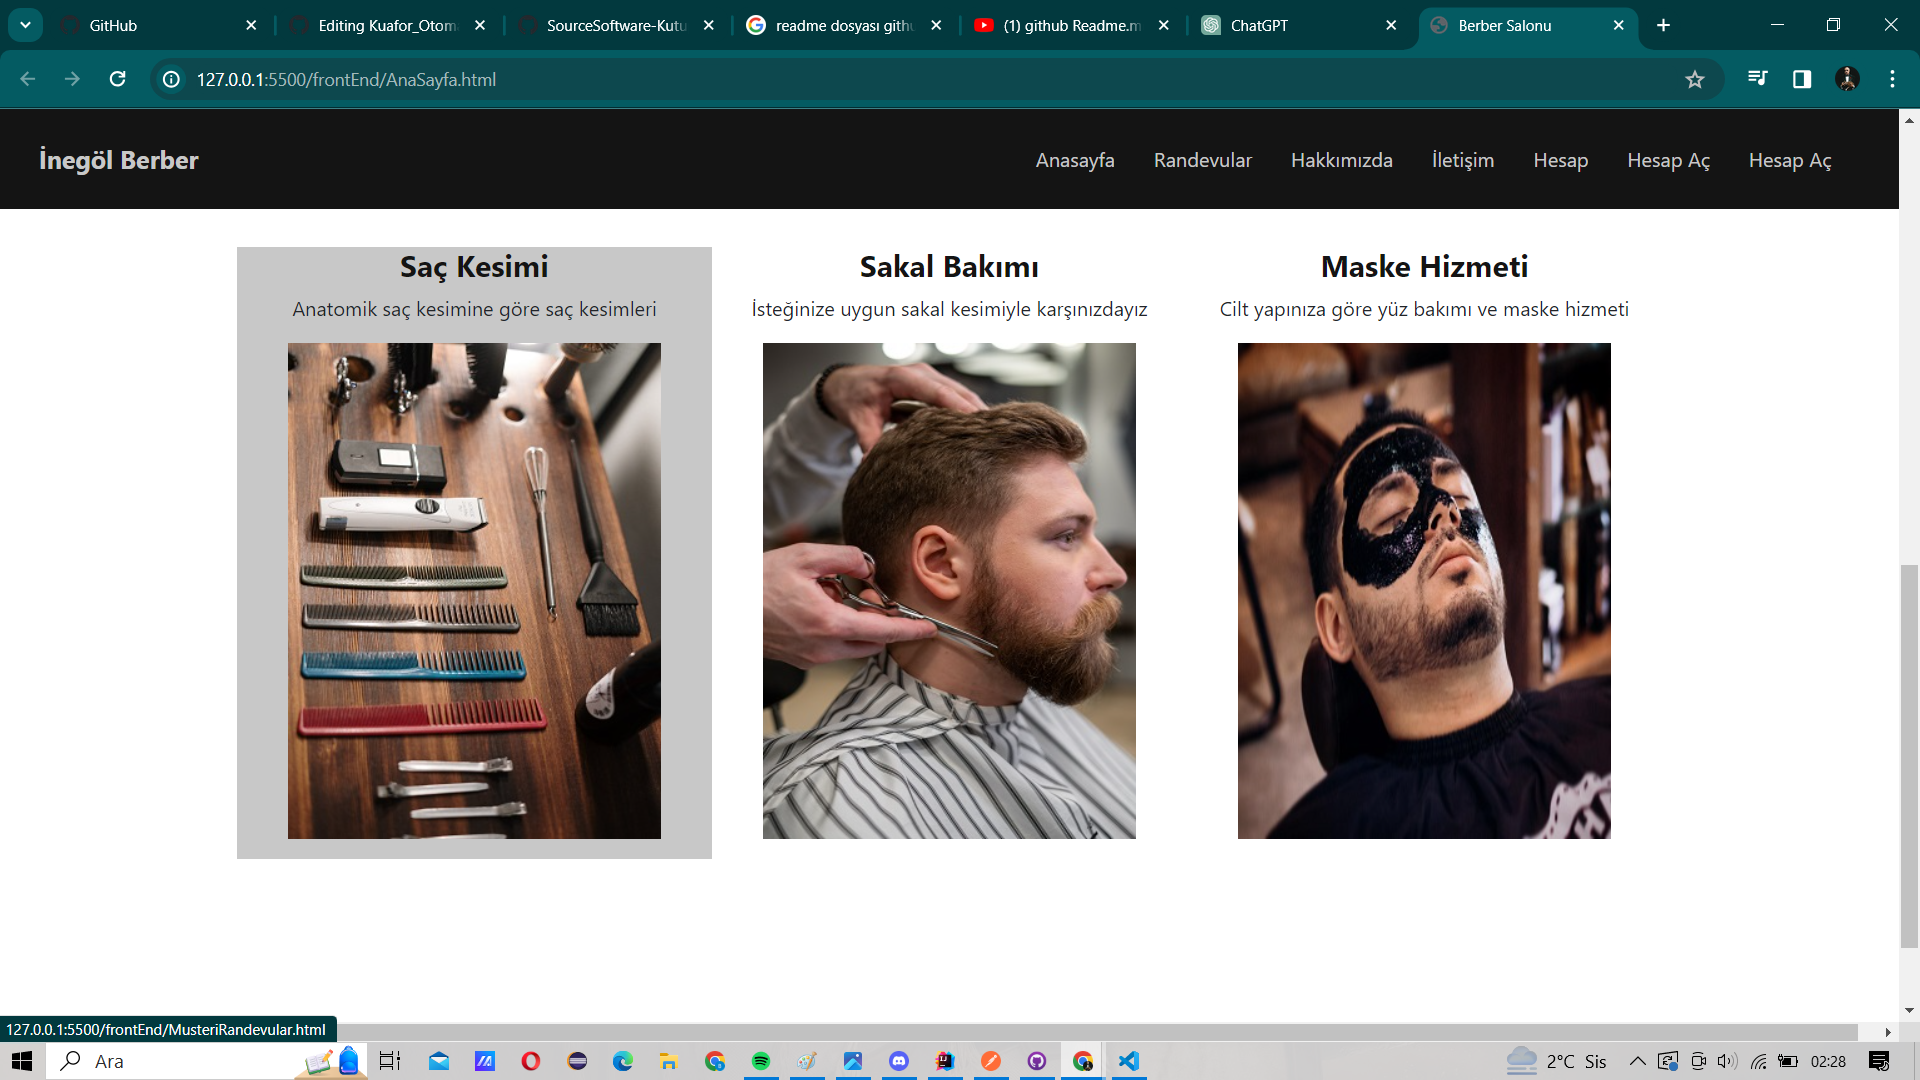 GitHub
Editing Kuafor_Otom
SourceSoftware-Kutu
readme dosyası gith
(1) github Readme.m
ChatGPT
Berber Salonu
127.0.0.1:5500/frontEnd/AnaSayfa.html
İnegöl Berber
Anasayfa
Randevular
Hakkımızda
İletişim
Hesap
Hesap Aç
Hesap Aç
Saç Kesimi
Anatomik saç kesimine göre saç kesimleri
Sakal Bakımı
İsteğinize uygun sakal kesimiyle karşınızdayız
Maske Hizmeti
Cilt yapınıza göre yüz bakımı ve maske hizmeti
127.0.0.1:5500/frontEnd/MusteriRandevular.html
Ara
2°C Sis
02:28